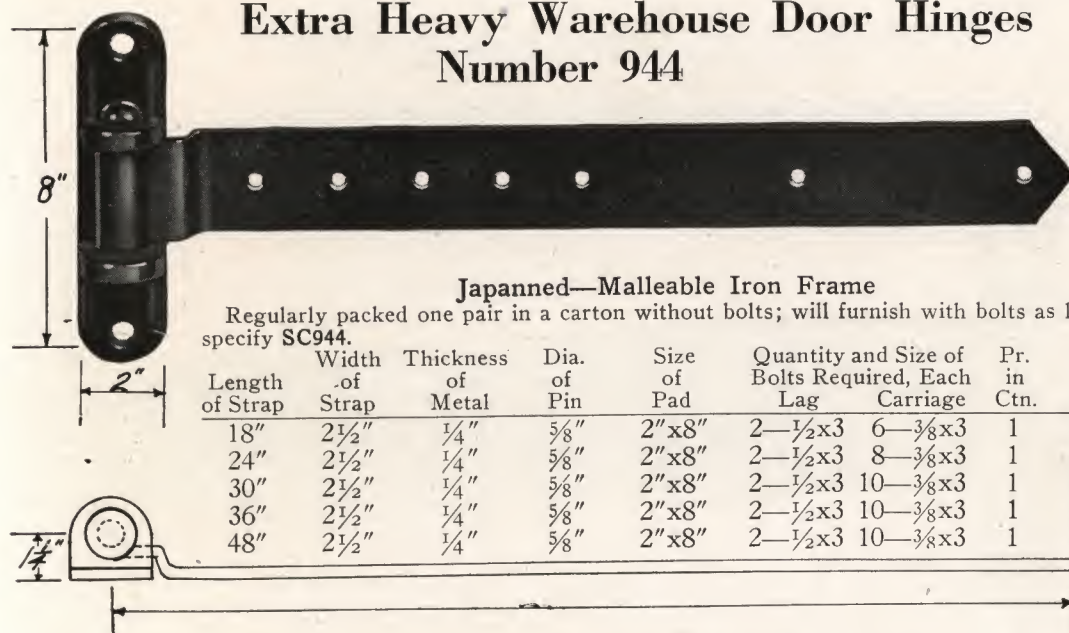 Extra Heavy Warehouse Door Hinges
Number 944
8"
2"
Japanned—Malleable Iron Frame
Regularly packed one pair in a carton without bolts; will furnish with bolts as
specify SC944.
Length of Strap Width of Strap Thickness of Metal Dia. of Pin Size of Pad Quantity and Size of Bolts Required, Each Lag Carriage Pr. in Ctn.
18" 2½" ¼" ⅝" 2"x8" 2—½x3 6—⅜x3 1
24" 2½" ¼" ⅝" 2"x8" 2—½x3 8—⅜x3 1
30" 2½" ¼" ⅝" 2"x8" 2—½x3 10—⅜x3 1
36" 2½" ¼" ⅝" 2"x8" 2—½x3 10—⅜x3 1
48" 2½" ¼" ⅝" 2"x8" 2—½x3 10—⅜x3 1